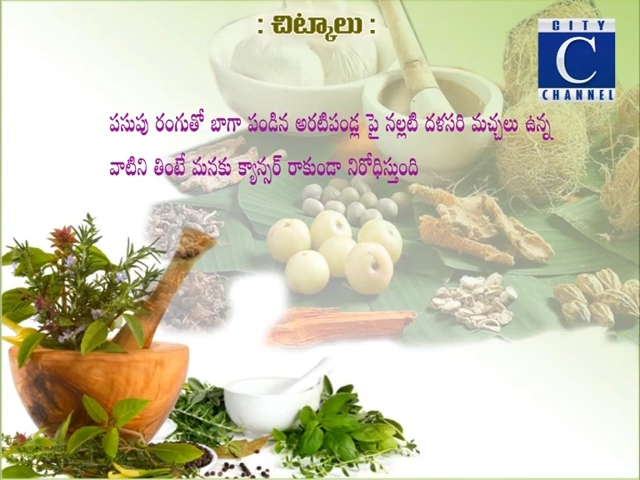 : చిట్కాలు :
CITY
C
CHANNEL
పసుపు రంగుతో బాగా పండిన అరటిపండ్ల పై నల్లటి దళసరి మచ్చలు ఉన్న
వాటిని తింటే మనకు క్యాన్సర్ రాకుండా నిరోధిస్తుంది